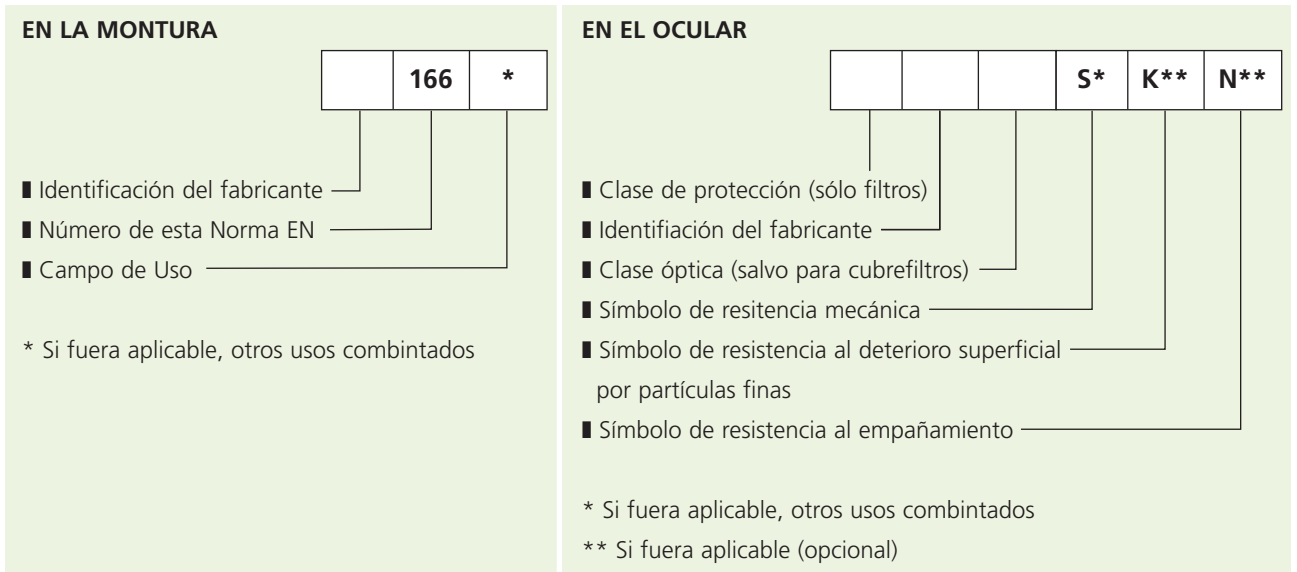 EN LA MONTURA
166 *
▌Identificación del fabricante
▌Número de esta Norma EN
▌Campo de Uso
* Si fuera aplicable, otros usos combintados
EN EL OCULAR
S* K** N**
▌Clase de protección (sólo filtros)
▌Identifiación del fabricante
▌Clase óptica (salvo para cubrefiltros)
▌Símbolo de resitencia mecánica
▌Símbolo de resistencia al deterioro superficial
por partículas finas
▌Símbolo de resistencia al empañamiento
* Si fuera aplicable, otros usos combintados
** Si fuera aplicable (opcional)